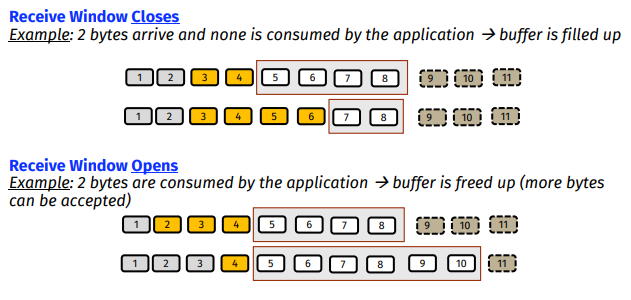 Receive Window Closes
Example: 2 bytes arrive and none is consumed by the application → buffer is filled up
1 2 3 4 5 6 7 8 9 10 11
1 2 3 4 5 6 7 8 9 10 11
Receive Window Opens
Example: 2 bytes are consumed by the application → buffer is freed up (more bytes
can be accepted)
1 2 3 4 5 6 7 8 9 10 11
1 2 3 4 5 6 7 8 9 10 11